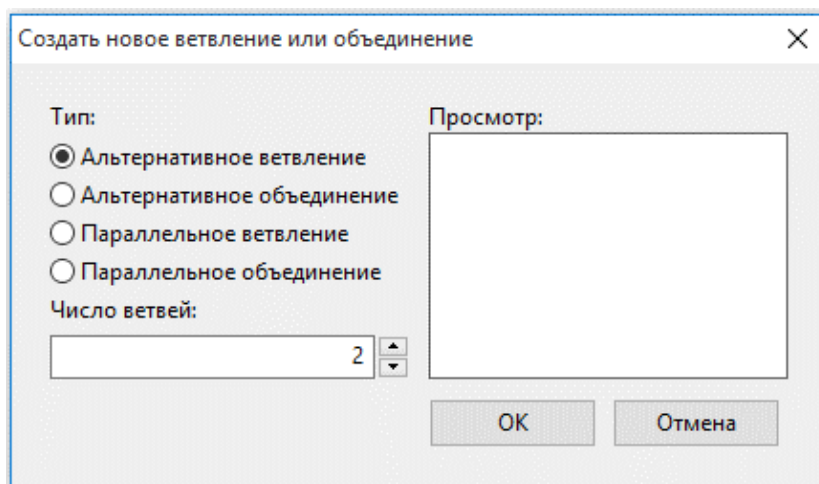 Создать новое ветвление или объединение
Тип:
Альтернативное ветвление
Альтернативное объединение
Параллельное ветвление
Параллельное объединение
Число ветвей:
2
Просмотр:
ОК
Отмена